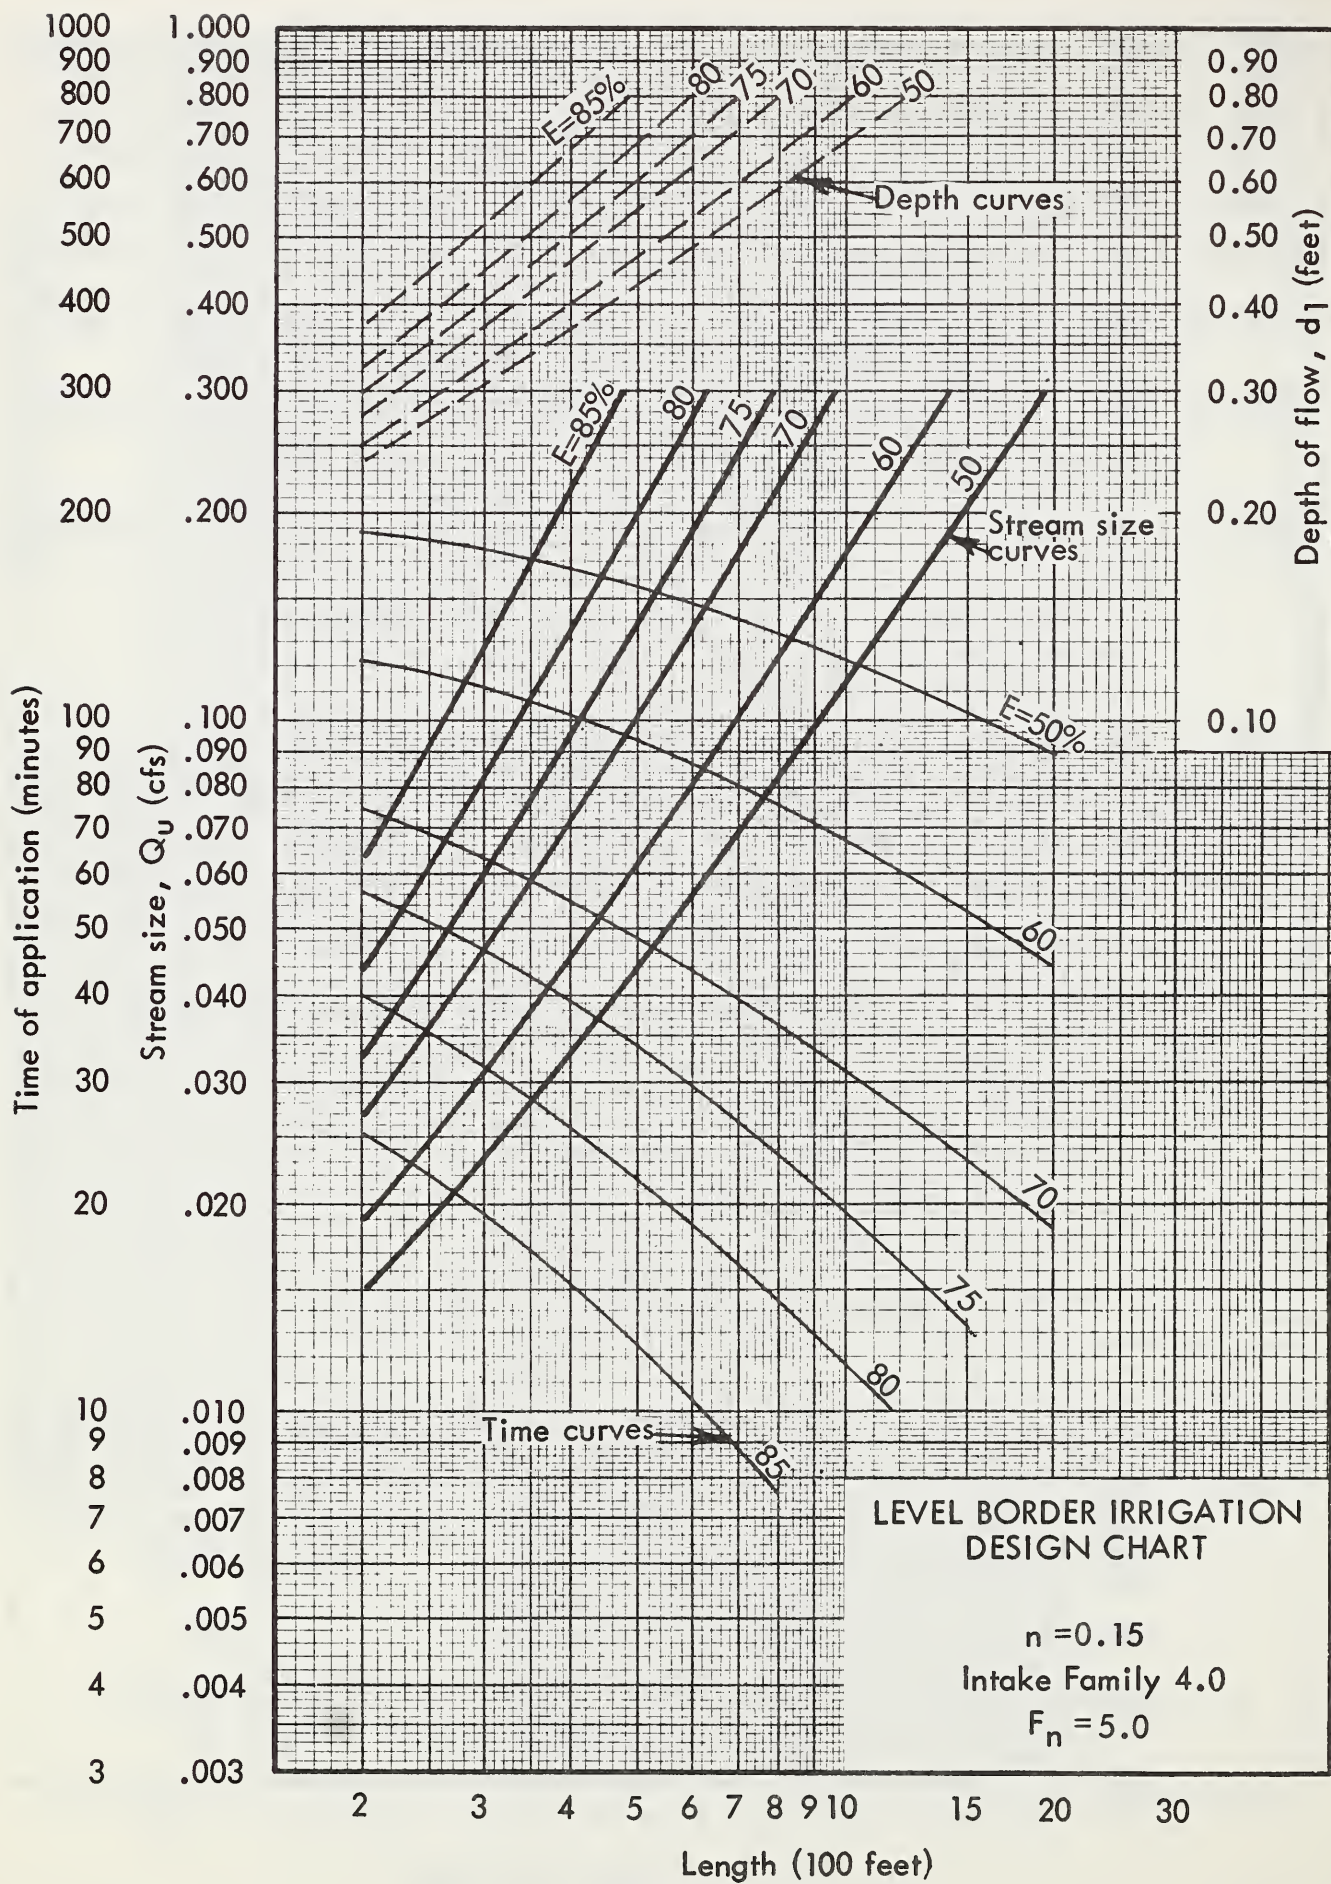 1000 1.000
900 .900 0.90
800 .800 0.80
700 .700 0.70
600 .600 0.60
500 .500 0.50
400 .400 0.40
300 .300 0.30
200 .200 0.20
100 .100 0.10
90 .090
80 .080
70 .070
60 .060
50 .050
40 .040
30 .030
20 .020
10 .010
9 .009
8 .008
7 .007
6 .006
5 .005
4 .004
3 .003
Time of application (minutes)
Stream size, Qu (cfs)
Depth of flow, d1 (feet)
E=85% 80 75 70 60 50
Depth curves
E=85% 80 75 70 60 50
Stream size
curves
E=50%
60
70
75
80
85
Time curves
LEVEL BORDER IRRIGATION
DESIGN CHART
n =0.15
Intake Family 4.0
Fn =5.0
2 3 4 5 6 7 8 9 10 15 20 30
Length (100 feet)